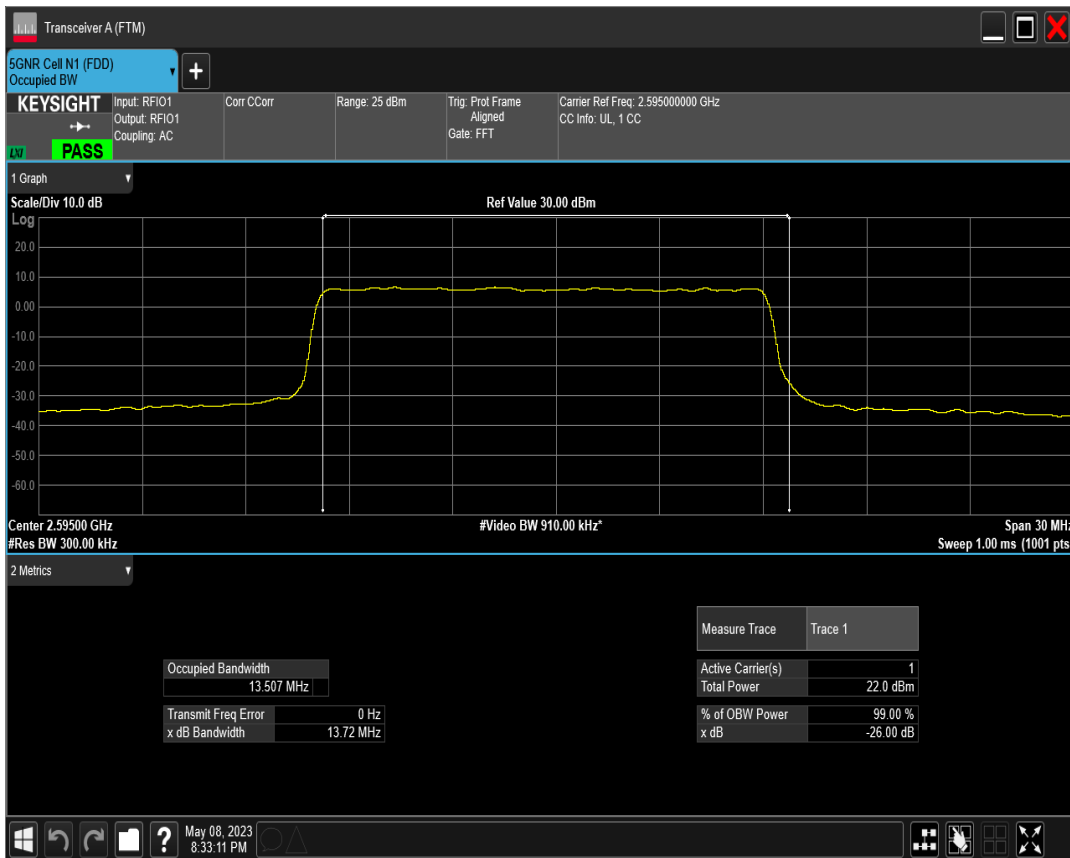 Transceiver A (FTM)
5GNR Cell N1 (FDD)
Occupied BW
+
KEYSIGHT
LXI
PASS
Input: RFIO1
Output: RFIO1
Coupling: AC
Corr CCorr
Range: 25 dBm
Trig: Prot Frame
Aligned
Gate: FFT
Carrier Ref Freq: 2.595000000 GHz
CC Info: UL, 1 CC
1 Graph
Scale/Div 10.0 dB
Ref Value 30.00 dBm
Log
20.0
10.0
0.00
-10.0
-20.0
-30.0
-40.0
-50.0
-60.0
Center 2.59500 GHz
#Video BW 910.00 kHz*
Span 30 MHz
#Res BW 300.00 kHz
Sweep 1.00 ms (1001 pts
2 Metrics
Measure Trace Trace 1
Occupied Bandwidth
13.507 MHz
Active Carrier(s) 1
Total Power 22.0 dBm
Transmit Freq Error 0 Hz
x dB Bandwidth 13.72 MHz
% of OBW Power 99.00 %
x dB -26.00 dB
?
May 08, 2023
8:33:11 PM